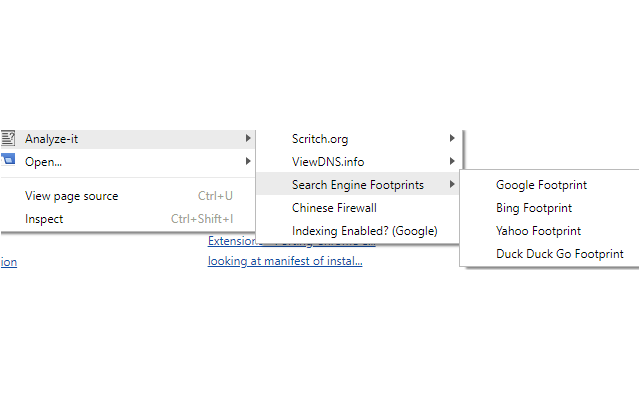 Analyze-it
Open...
View page source Ctrl+U
Inspect Ctrl+Shift+I
Scritch.org
ViewDNS.info
Search Engine Footprints
Chinese Firewall
Indexing Enabled? (Google)
Google Footprint
Bing Footprint
Yahoo Footprint
Duck Duck Go Footprint
Extension
ion
looking at manifest of instal...